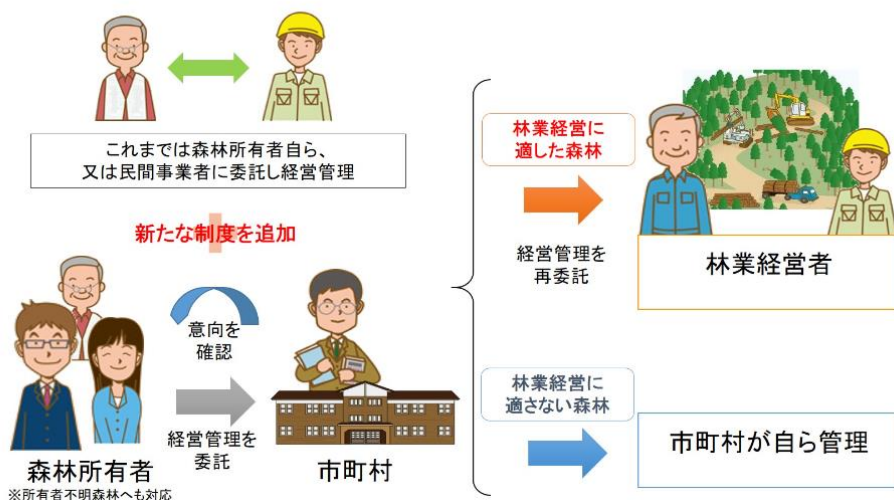 これまでは森林所有者自ら、
又は民間事業者に委託し経営管理
新たな制度を追加
意向を
確認
経営管理を
委託
森林所有者
※所有者不明森林へも対応
市町村
林業経営に
適した森林
経営管理を
再委託
林業経営者
林業経営に
適さない森林
市町村が自ら管理